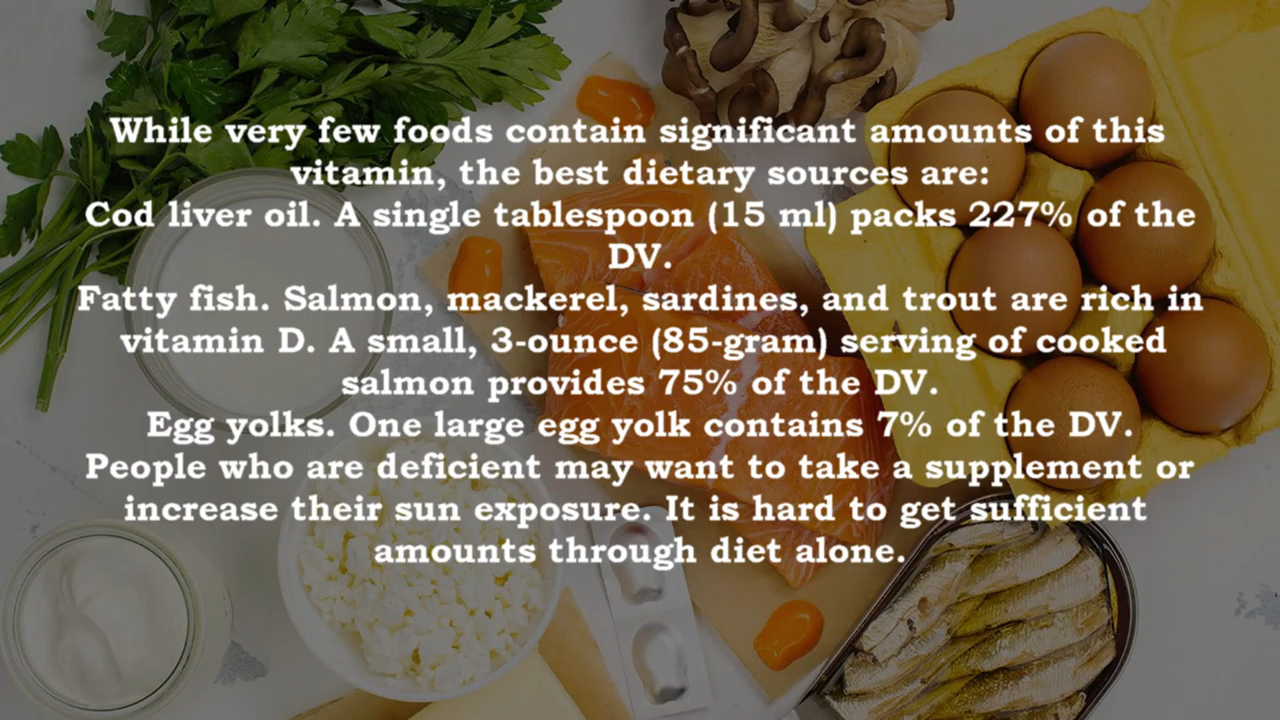 While very few foods contain significant amounts of this
vitamin, the best dietary sources are:
Cod liver oil. A single tablespoon (15 ml) packs 227% of the
DV.
Fatty fish. Salmon, mackerel, sardines, and trout are rich in
vitamin D. A small, 3-ounce (85-gram) serving of cooked
salmon provides 75% of the DV.
Egg yolks. One large egg yolk contains 7% of the DV.
People who are deficient may want to take a supplement or
increase their sun exposure. It is hard to get sufficient
amounts through diet alone.